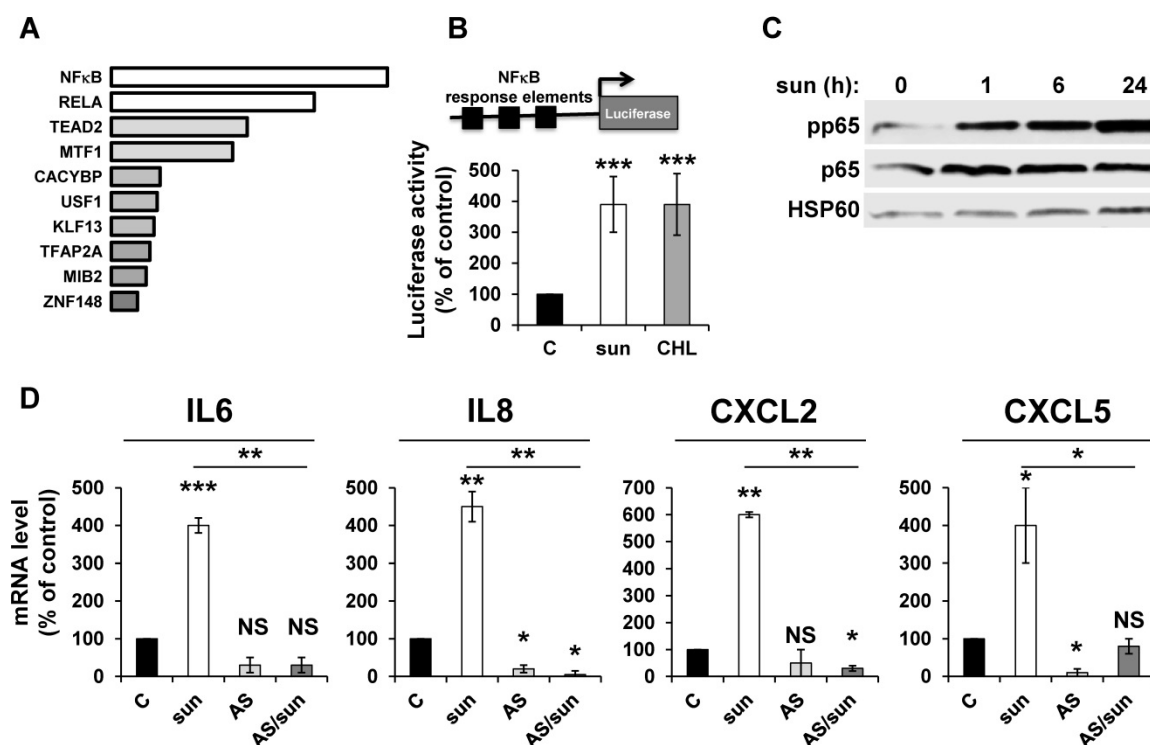 A
NFκB
RELA
TEAD2
MTF1
CACYBP
USF1
KLF13
TFAP2A
MIB2
ZNF148
B
NFκB
response elements
Luciferase
Luciferase activity
(% of control)
*** ***
500
400
300
200
100
0
C sun CHL
C
sun (h): 0 1 6 24
pp65
p65
HSP60
D
IL6 IL8 CXCL2 CXCL5
mRNA level
(% of control)
**
***
NS NS
500
400
300
200
100
0
C sun AS AS/sun
**
**
* *
500
400
300
200
100
0
C sun AS AS/sun
**
**
NS *
700
600
500
400
300
200
100
0
C sun AS AS/sun
*
*
* NS
500
400
300
200
100
0
C sun AS AS/sun